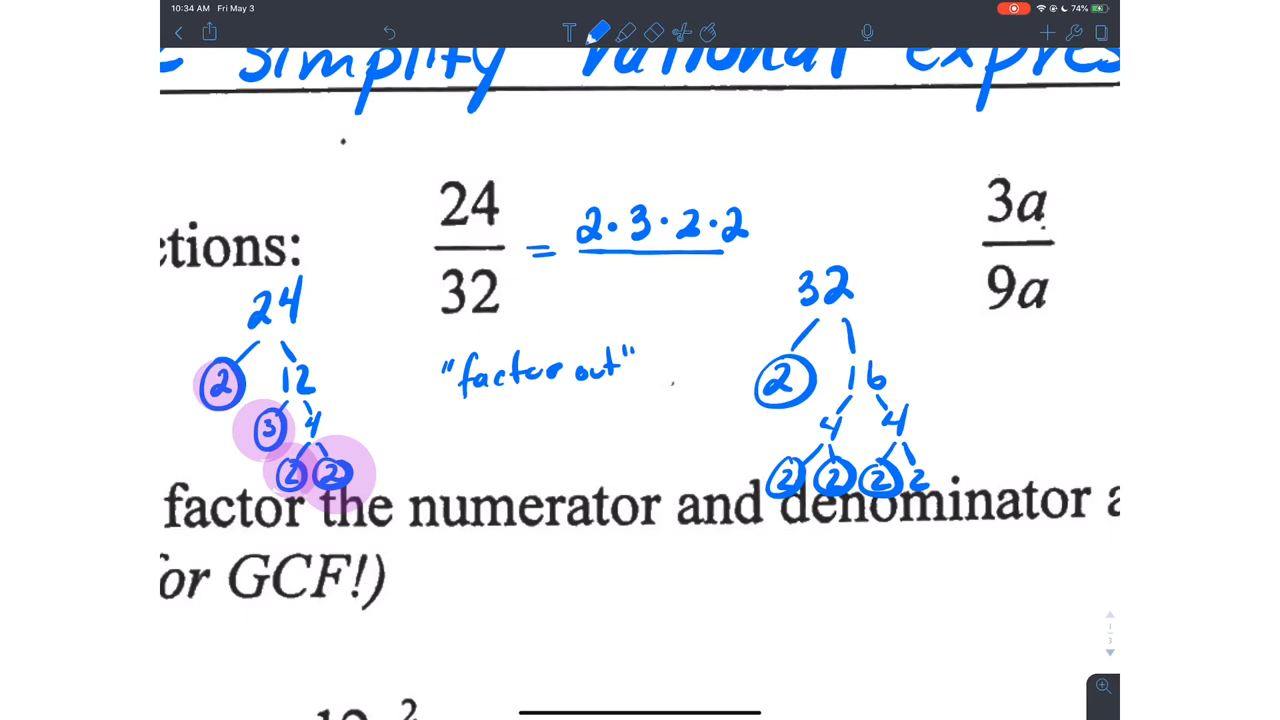 10:34 AM Fri May 3
74%
simplify rational expres
ctions:
24
32
= 2·3·2·2
3a
9a
24
2 12
3 4
2 2
"factor out"
32
2 16
4 4
2 2 2 2
factor the numerator and denominator a
or GCF!)
1
3